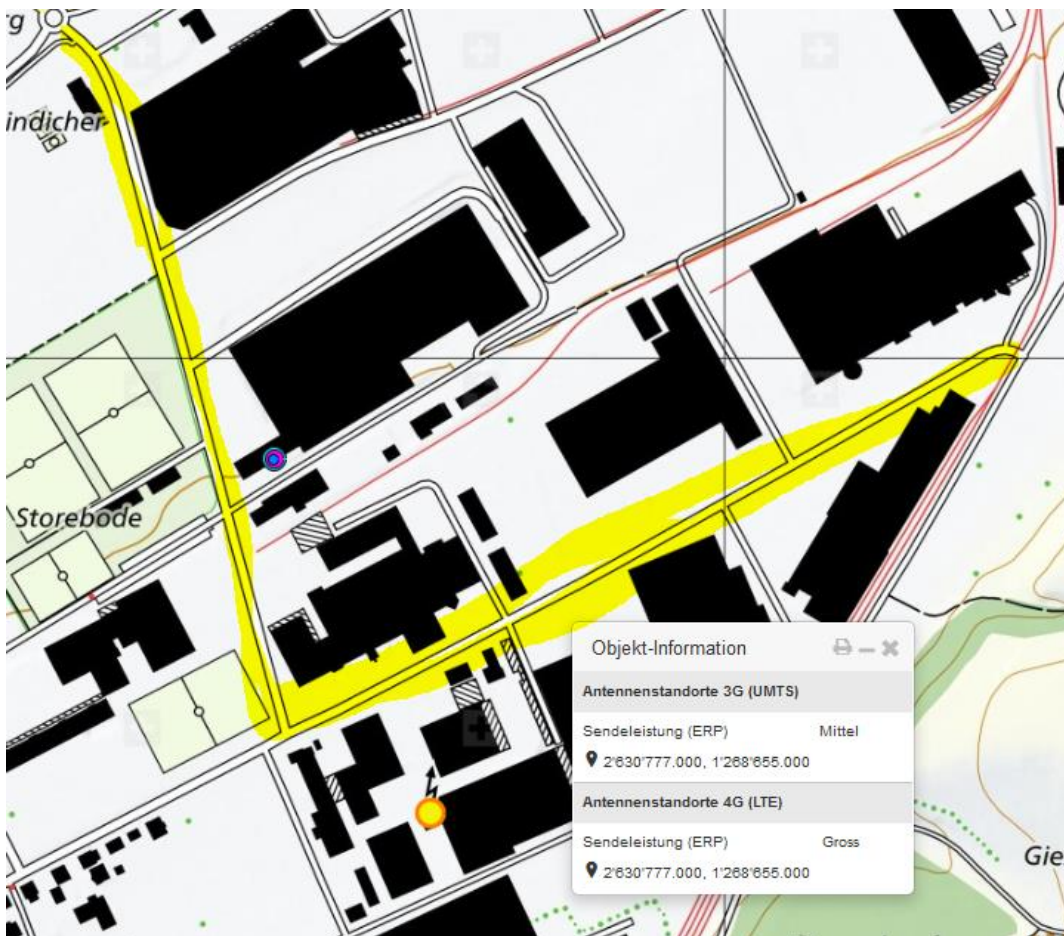 g
indicher
Storebode
Objekt-Information
Antennenstandorte 3G (UMTS)
Sendeleistung (ERP) Mittel
2'630'777.000, 1'268'655.000
Antennenstandorte 4G (LTE)
Sendeleistung (ERP) Gross
2'630'777.000, 1'268'655.000
Gie